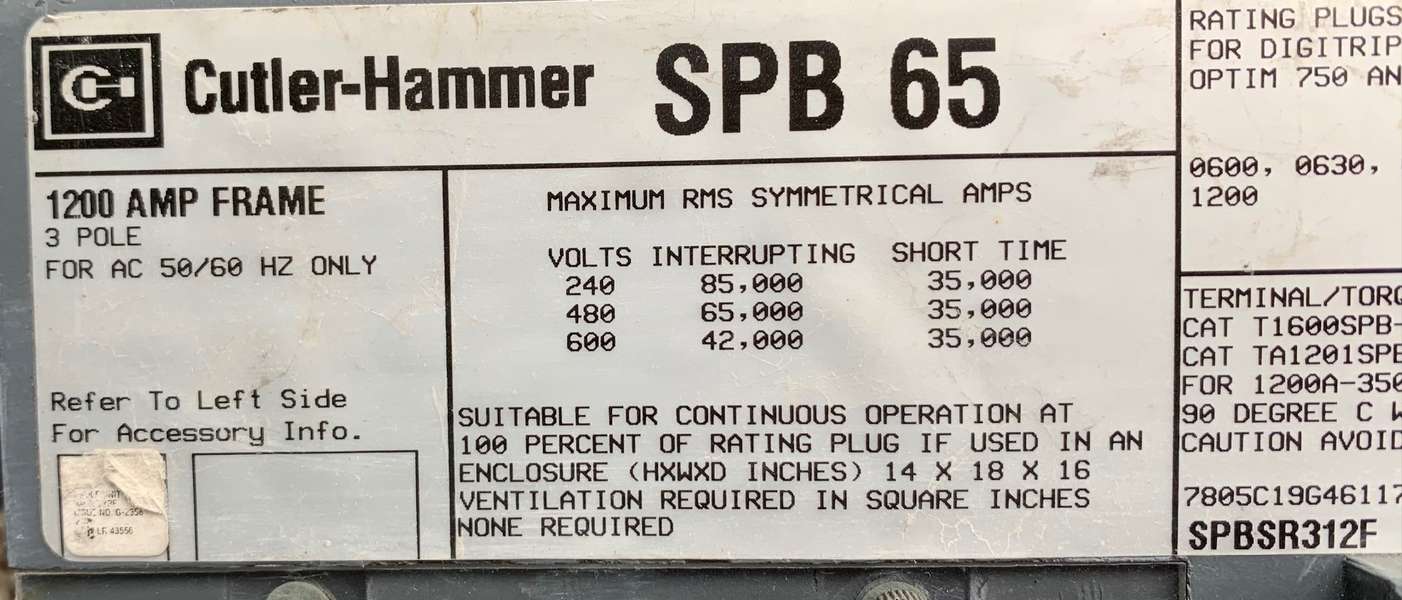 Cutler-Hammer SPB 65
1200 AMP FRAME
3 POLE
FOR AC 50/60 HZ ONLY
Refer To Left Side
For Accessory Info.
LR 43556
MAXIMUM RMS SYMMETRICAL AMPS
VOLTS INTERRUPTING SHORT TIME
240 85,000 35,000
480 65,000 35,000
600 42,000 35,000
SUITABLE FOR CONTINUOUS OPERATION AT
100 PERCENT OF RATING PLUG IF USED IN AN
ENCLOSURE (HXWXD INCHES) 14 X 18 X 16
VENTILATION REQUIRED IN SQUARE INCHES
NONE REQUIRED
RATING PLUGS
FOR DIGITRIP
OPTIM 750 AN
0600, 0630,
1200
TERMINAL/TORQ
CAT T1600SPB-
CAT TA1201SPB
FOR 1200A-350
90 DEGREE C W
CAUTION AVOID
7805C19G46117
SPBSR312F